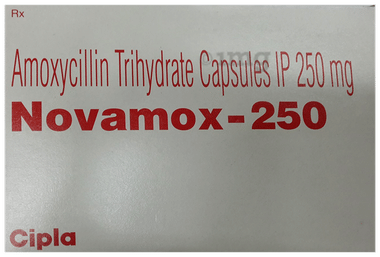 Rx
Amoxycillin Trihydrate Capsules IP 250 mg
Novamox-250
Cipla